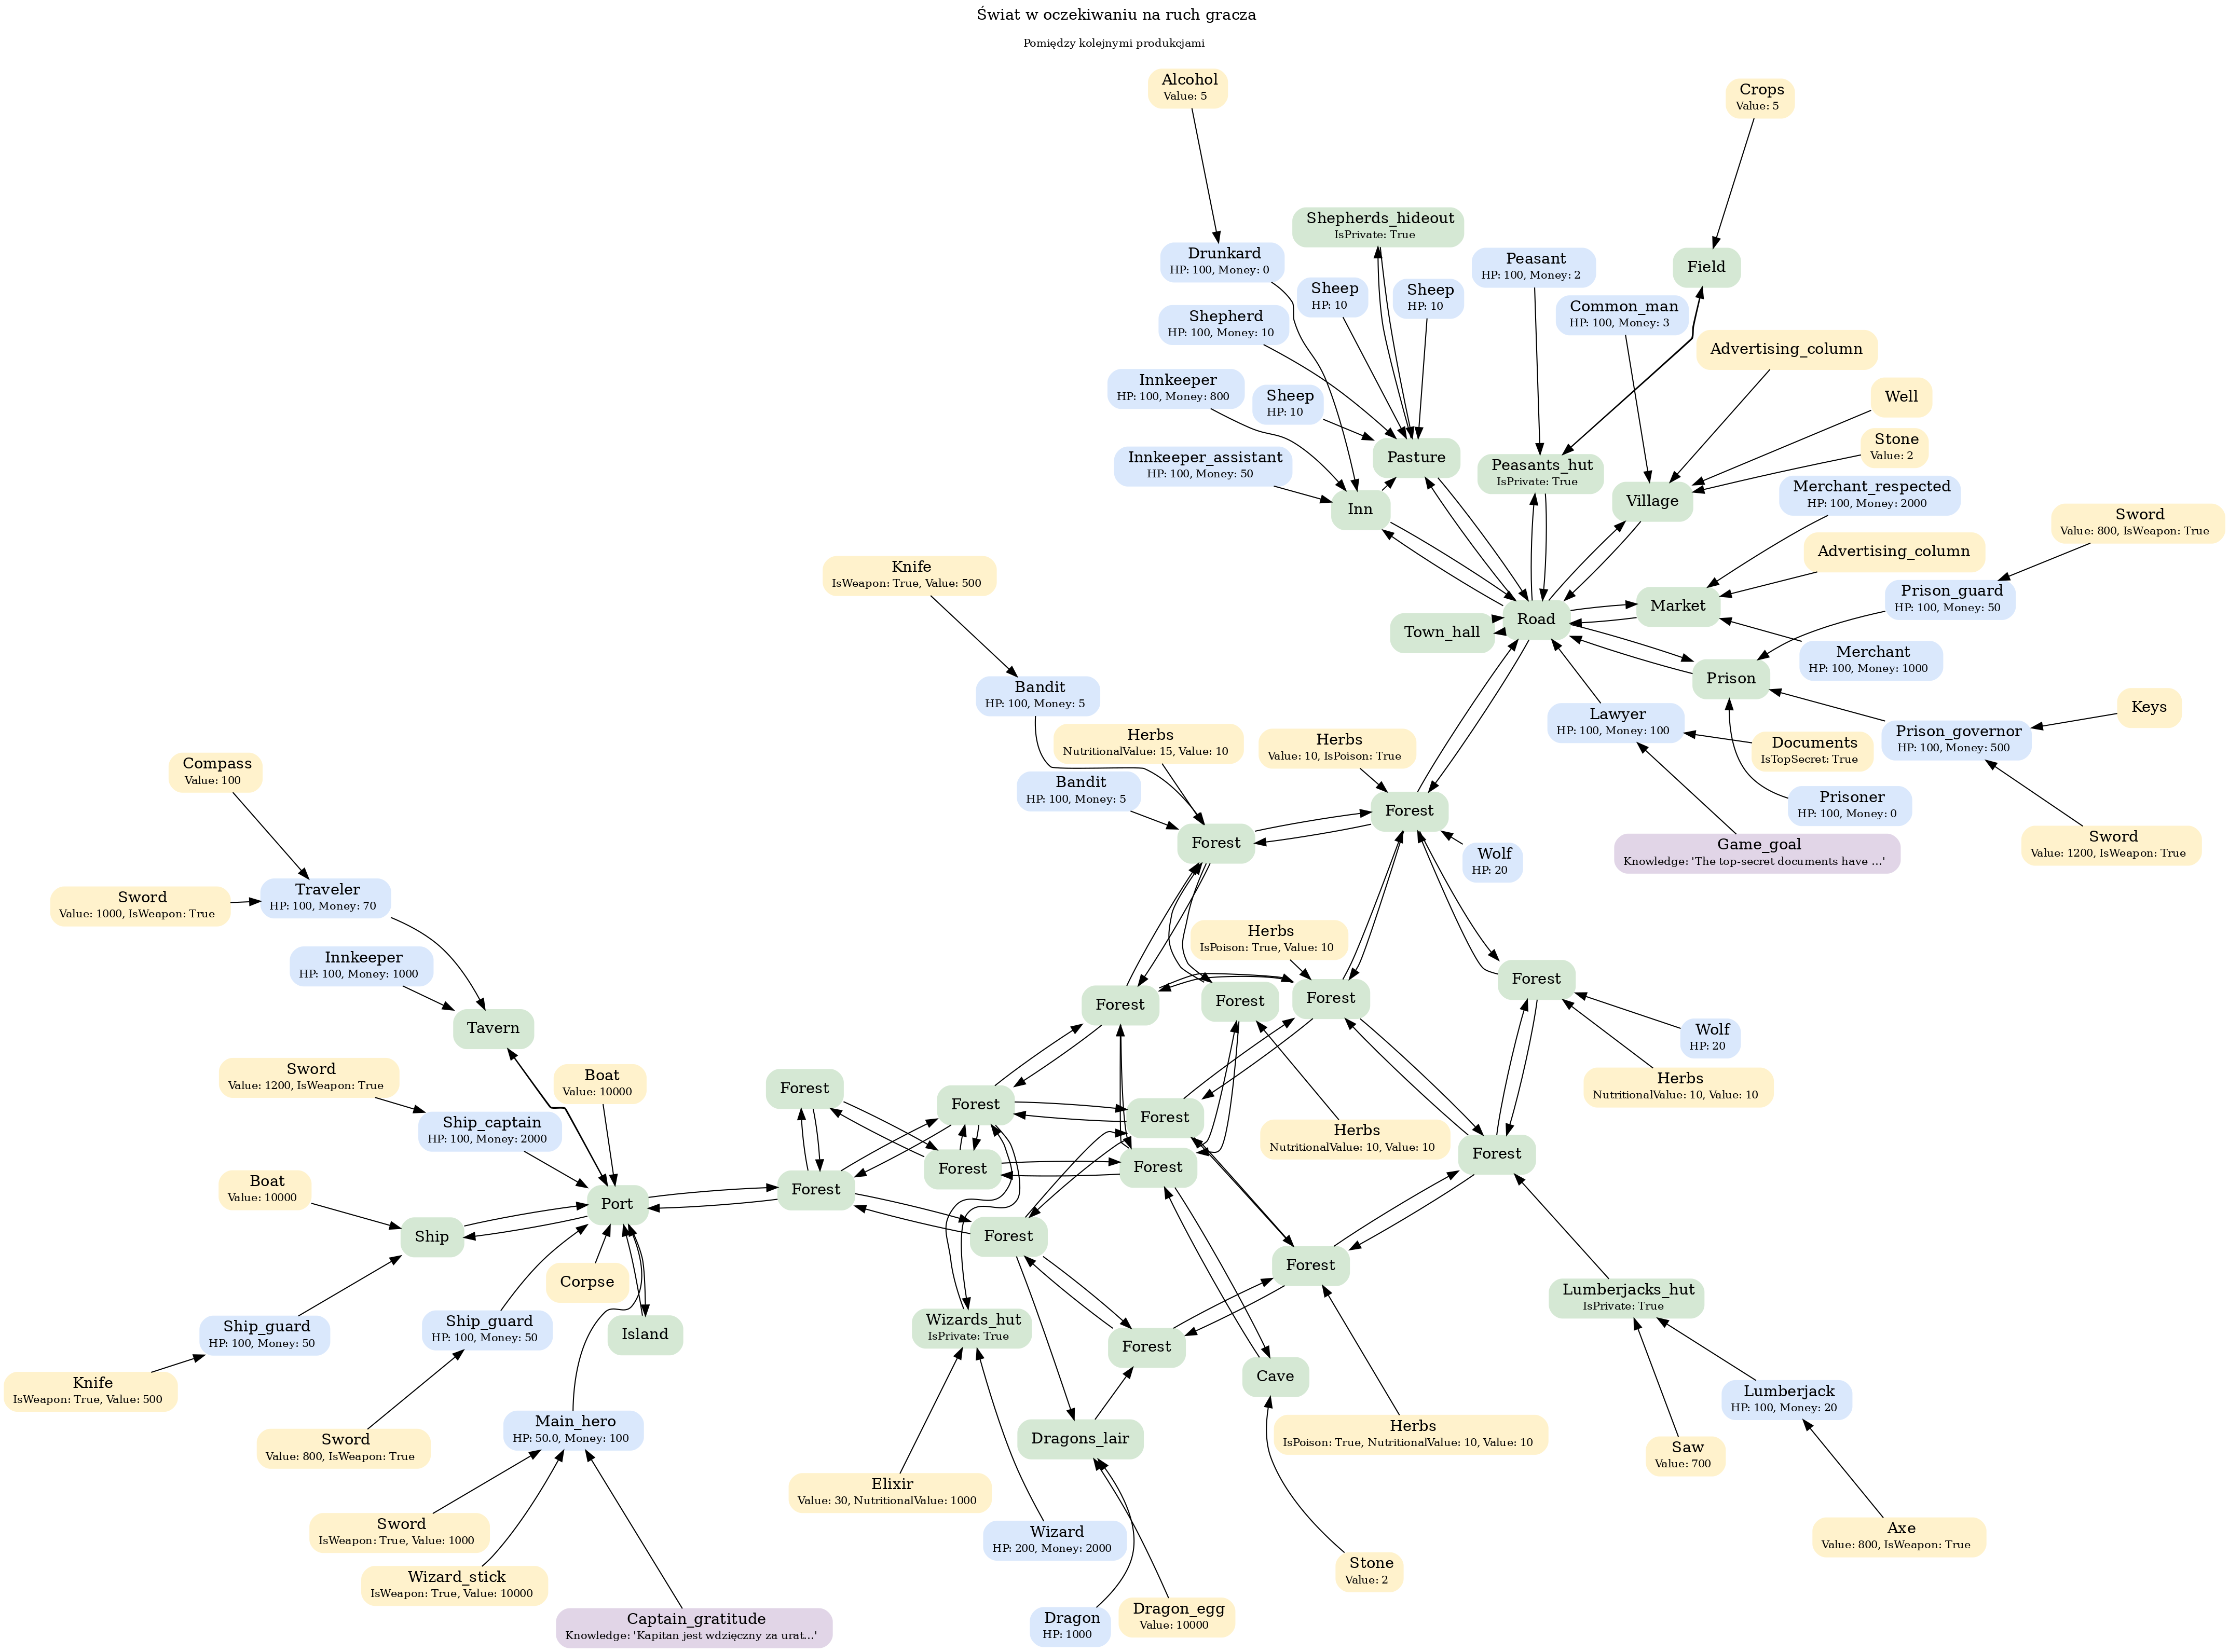 Świat w oczekiwaniu na ruch gracza
Pomiędzy kolejnymi produkcjami
Alcohol
Value: 5
Crops
Value: 5
Shepherds_hideout
IsPrivate: True
Drunkard
HP: 100, Money: 0
Peasant
HP: 100, Money: 2
Field
Sheep
HP: 10
Sheep
HP: 10
Common_man
HP: 100, Money: 3
Shepherd
HP: 100, Money: 10
Advertising_column
Innkeeper
HP: 100, Money: 800
Sheep
HP: 10
Well
Stone
Value: 2
Innkeeper_assistant
HP: 100, Money: 50
Pasture
Peasants_hut
IsPrivate: True
Village
Merchant_respected
HP: 100, Money: 2000
Inn
Sword
Value: 800, IsWeapon: True
Advertising_column
Knife
IsWeapon: True, Value: 500
Prison_guard
HP: 100, Money: 50
Market
Road
Town_hall
Merchant
HP: 100, Money: 1000
Prison
Bandit
HP: 100, Money: 5
Keys
Lawyer
HP: 100, Money: 100
Prison_governor
HP: 100, Money: 500
Herbs
NutritionalValue: 15, Value: 10
Herbs
Value: 10, IsPoison: True
Documents
IsTopSecret: True
Compass
Value: 100
Bandit
HP: 100, Money: 5
Prisoner
HP: 100, Money: 0
Forest
Forest
Sword
Value: 1200, IsWeapon: True
Game_goal
Knowledge: 'The top-secret documents have ...'
Wolf
HP: 20
Traveler
HP: 100, Money: 70
Sword
Value: 1000, IsWeapon: True
Herbs
IsPoison: True, Value: 10
Innkeeper
HP: 100, Money: 1000
Forest
Forest
Forest
Forest
Tavern
Wolf
HP: 20
Sword
Value: 1200, IsWeapon: True
Boat
Value: 10000
Forest
Herbs
NutritionalValue: 10, Value: 10
Forest
Forest
Ship_captain
HP: 100, Money: 2000
Herbs
NutritionalValue: 10, Value: 10
Forest
Forest
Forest
Boat
Value: 10000
Forest
Port
Ship
Forest
Forest
Corpse
Lumberjacks_hut
IsPrivate: True
Ship_guard
HP: 100, Money: 50
Ship_guard
HP: 100, Money: 50
Island
Wizards_hut
IsPrivate: True
Forest
Cave
Knife
IsWeapon: True, Value: 500
Lumberjack
HP: 100, Money: 20
Main_hero
HP: 50.0, Money: 100
Herbs
IsPoison: True, NutritionalValue: 10, Value: 10
Dragons_lair
Sword
Value: 800, IsWeapon: True
Saw
Value: 700
Elixir
Value: 30, NutritionalValue: 1000
Sword
IsWeapon: True, Value: 1000
Wizard
HP: 200, Money: 2000
Axe
Value: 800, IsWeapon: True
Stone
Value: 2
Wizard_stick
IsWeapon: True, Value: 10000
Dragon_egg
Value: 10000
Captain_gratitude
Knowledge: 'Kapitan jest wdzięczny za urat...'
Dragon
HP: 1000